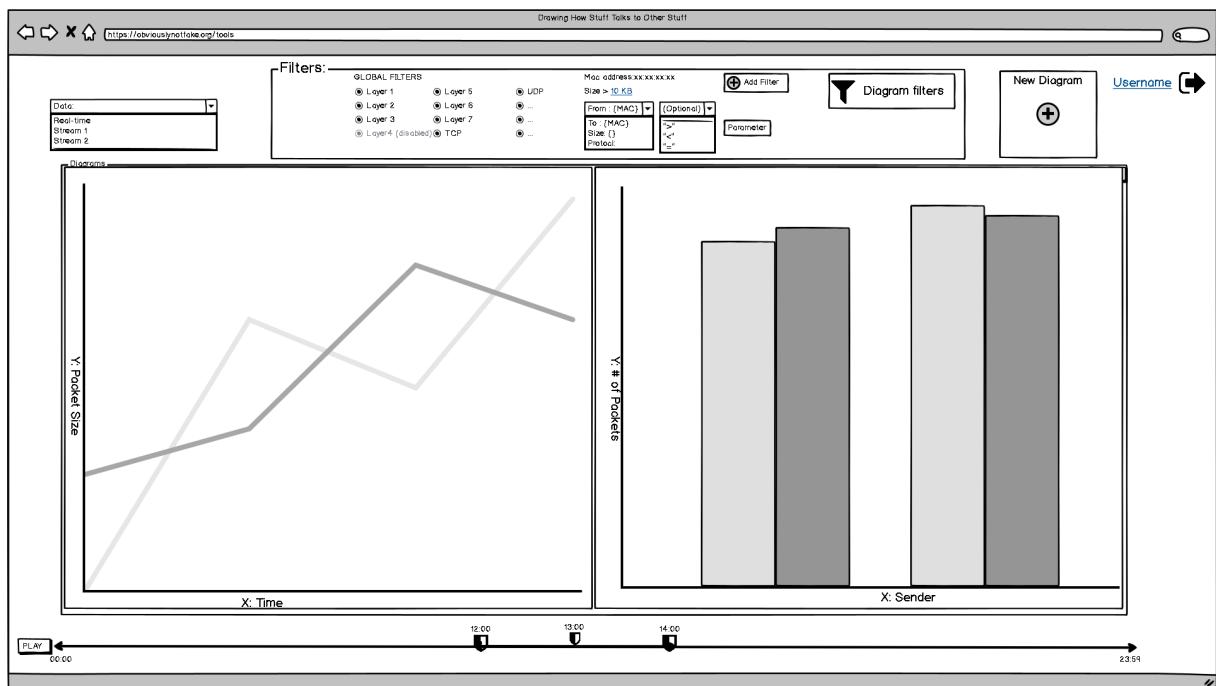 Drawing How Stuff Talks to Other Stuff
https://obviouslynotfake.org/tools
Filters:
GLOBAL FILTERS
Layer 1
Layer 2
Layer 3
Layer4 (disabled)
Layer 5
Layer 6
Layer 7
TCP
UDP
...
...
...
Mac address:xx:xx:xx:xx
Size > 10 KB
From : {MAC}
To : {MAC}
Size: {}
Protocl:
(Optional)
">"
"<"
"="
Add Filter
Parameter
Diagram filters
New Diagram
Username
Data:
Real-time
Stream 1
Stream 2
Diagrams
Y: Packet Size
X: Time
Y: # of Packets
X: Sender
PLAY
00:00
12:00
13:00
14:00
23:59